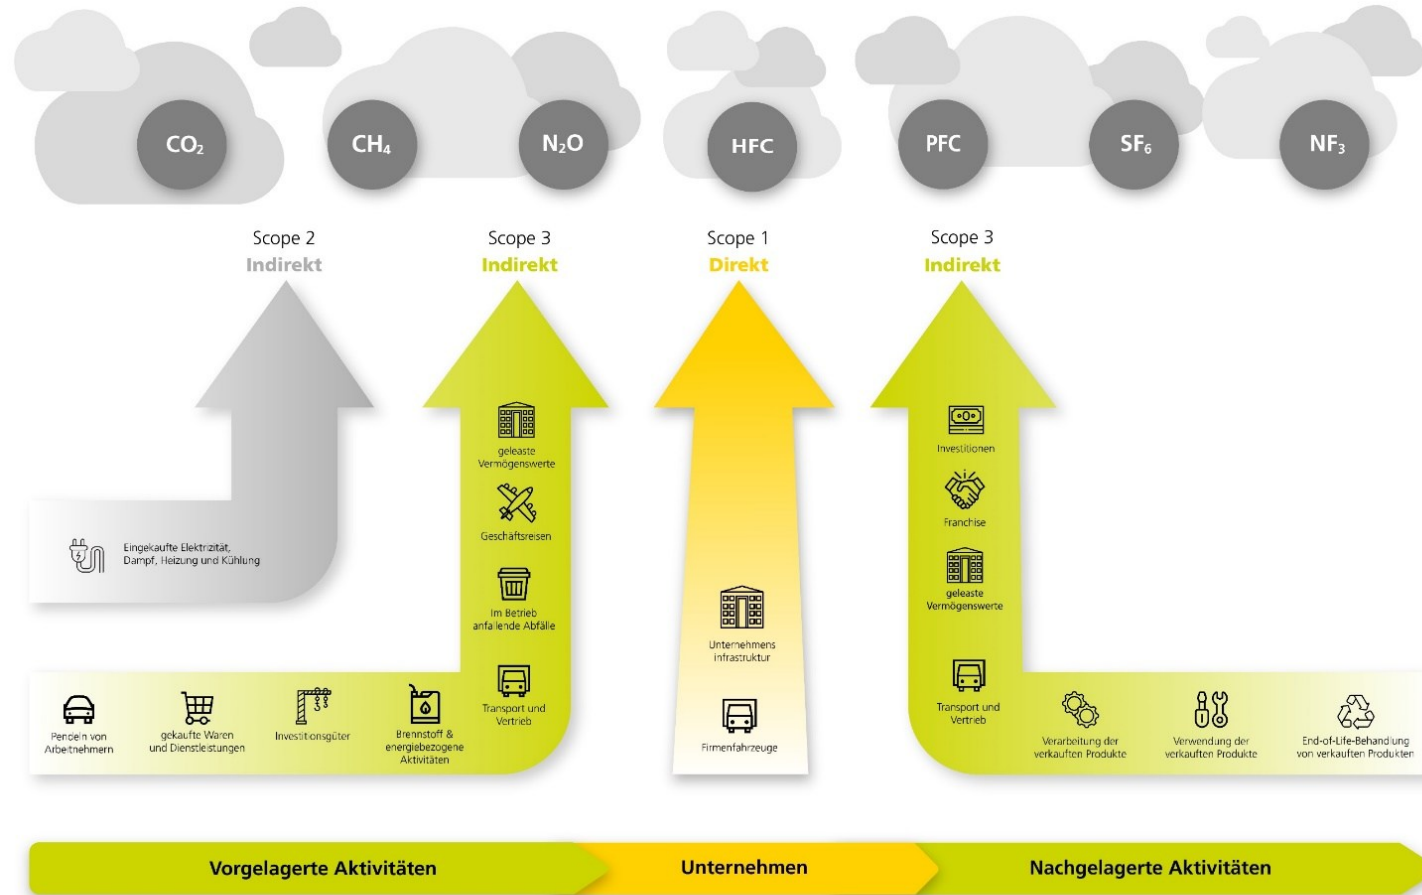 CO₂
CH₄
N₂O
HFC
PFC
SF₆
NF₃
Scope 2
Indirekt
Scope 3
Indirekt
Scope 1
Direkt
Scope 3
Indirekt
Eingekaufte Elektrizität,
Dampf, Heizung und Kühlung
geleaste
Vermögenswerte
Geschäftsreisen
Im Betrieb
anfallende Abfälle
Transport und
Vertrieb
Pendeln von
Arbeitnehmern
gekaufte Waren
und Dienstleistungen
Investitionsgüter
Brennstoff &
energiebezogene
Aktivitäten
Unternehmens
infrastruktur
Firmenfahrzeuge
Investitionen
Franchise
geleaste
Vermögenswerte
Transport und
Vertrieb
Verarbeitung der
verkauften Produkte
Verwendung der
verkauften Produkte
End-of-Life-Behandlung
von verkauften Produkten
Vorgelagerte Aktivitäten
Unternehmen
Nachgelagerte Aktivitäten